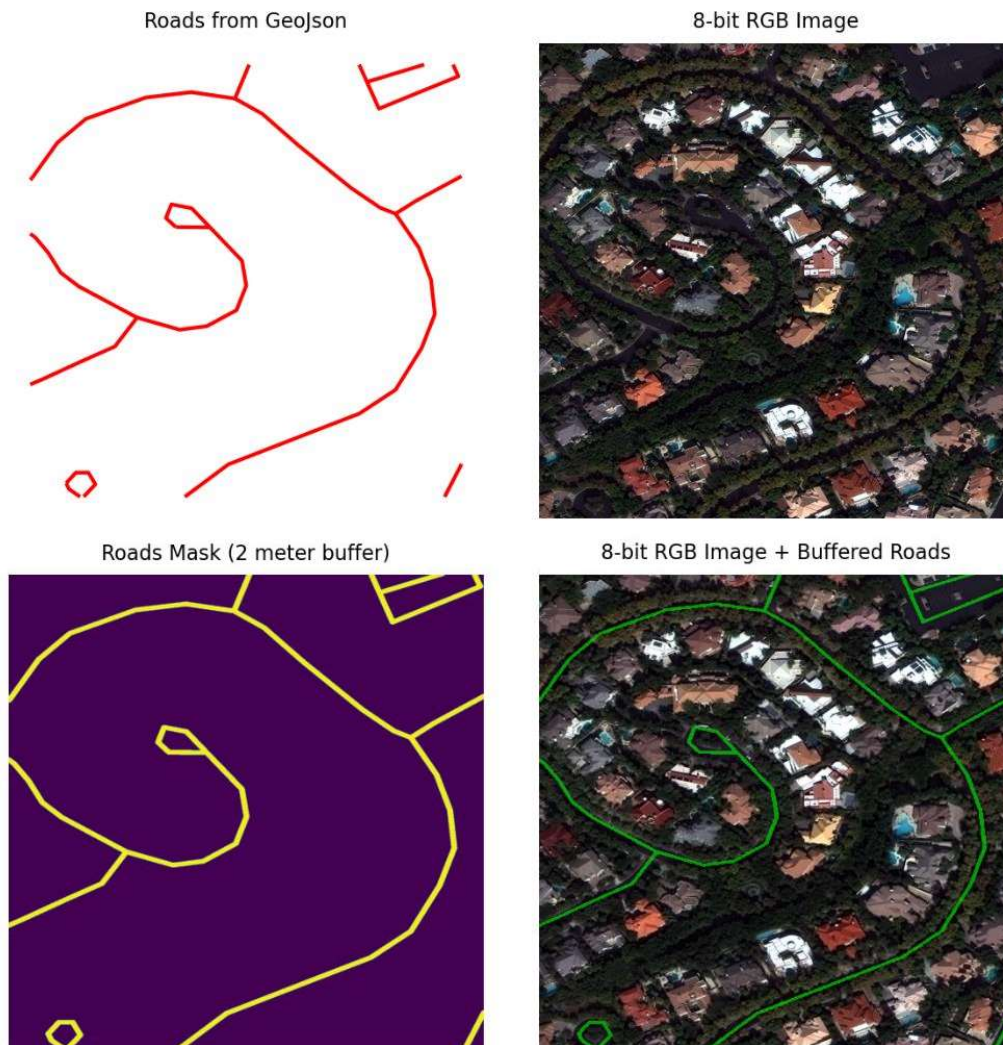 Roads from GeoJson
8-bit RGB Image
Roads Mask (2 meter buffer)
8-bit RGB Image + Buffered Roads